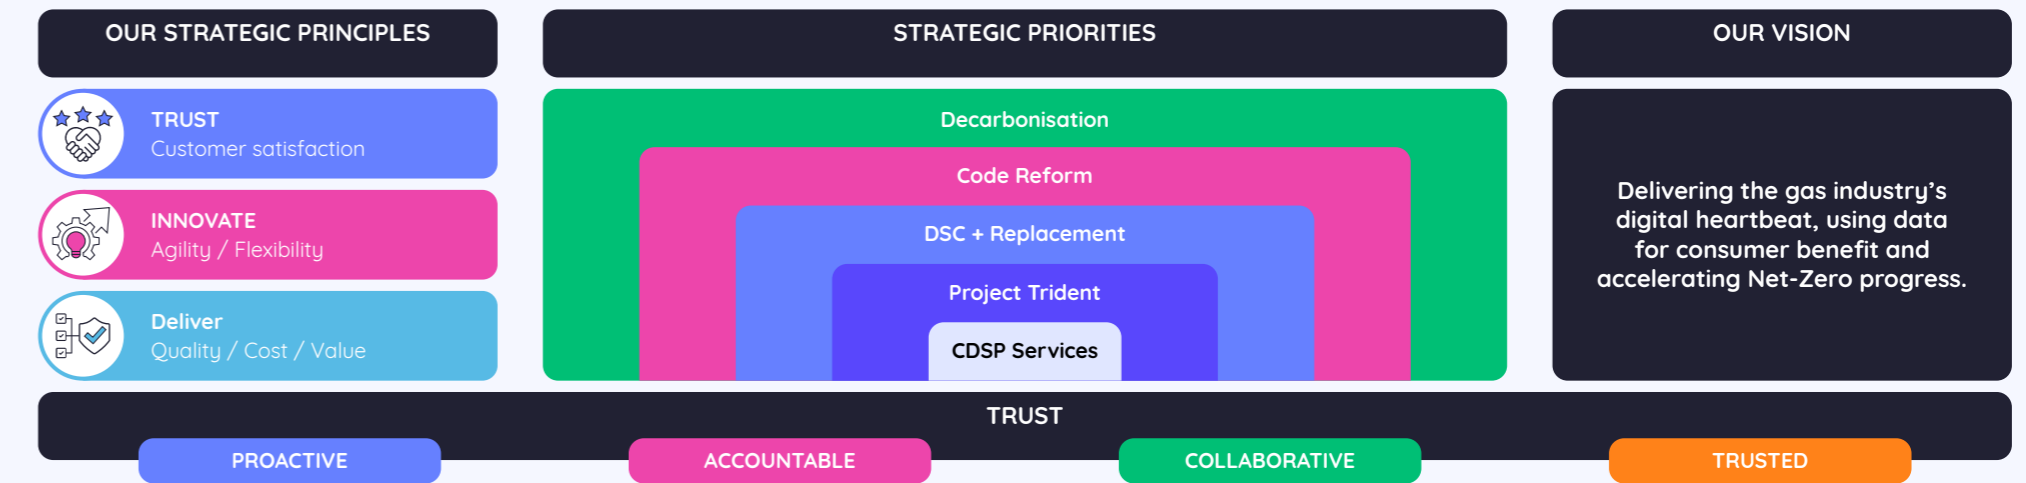 OUR STRATEGIC PRINCIPLES
STRATEGIC PRIORITIES
OUR VISION
TRUST
Customer satisfaction
INNOVATE
Agility / Flexibility
Deliver
Quality / Cost / Value
Decarbonisation
Code Reform
DSC + Replacement
Project Trident
CDSP Services
Delivering the gas industry’s
digital heartbeat, using data
for consumer benefit and
accelerating Net-Zero progress.
TRUST
PROACTIVE
ACCOUNTABLE
COLLABORATIVE
TRUSTED